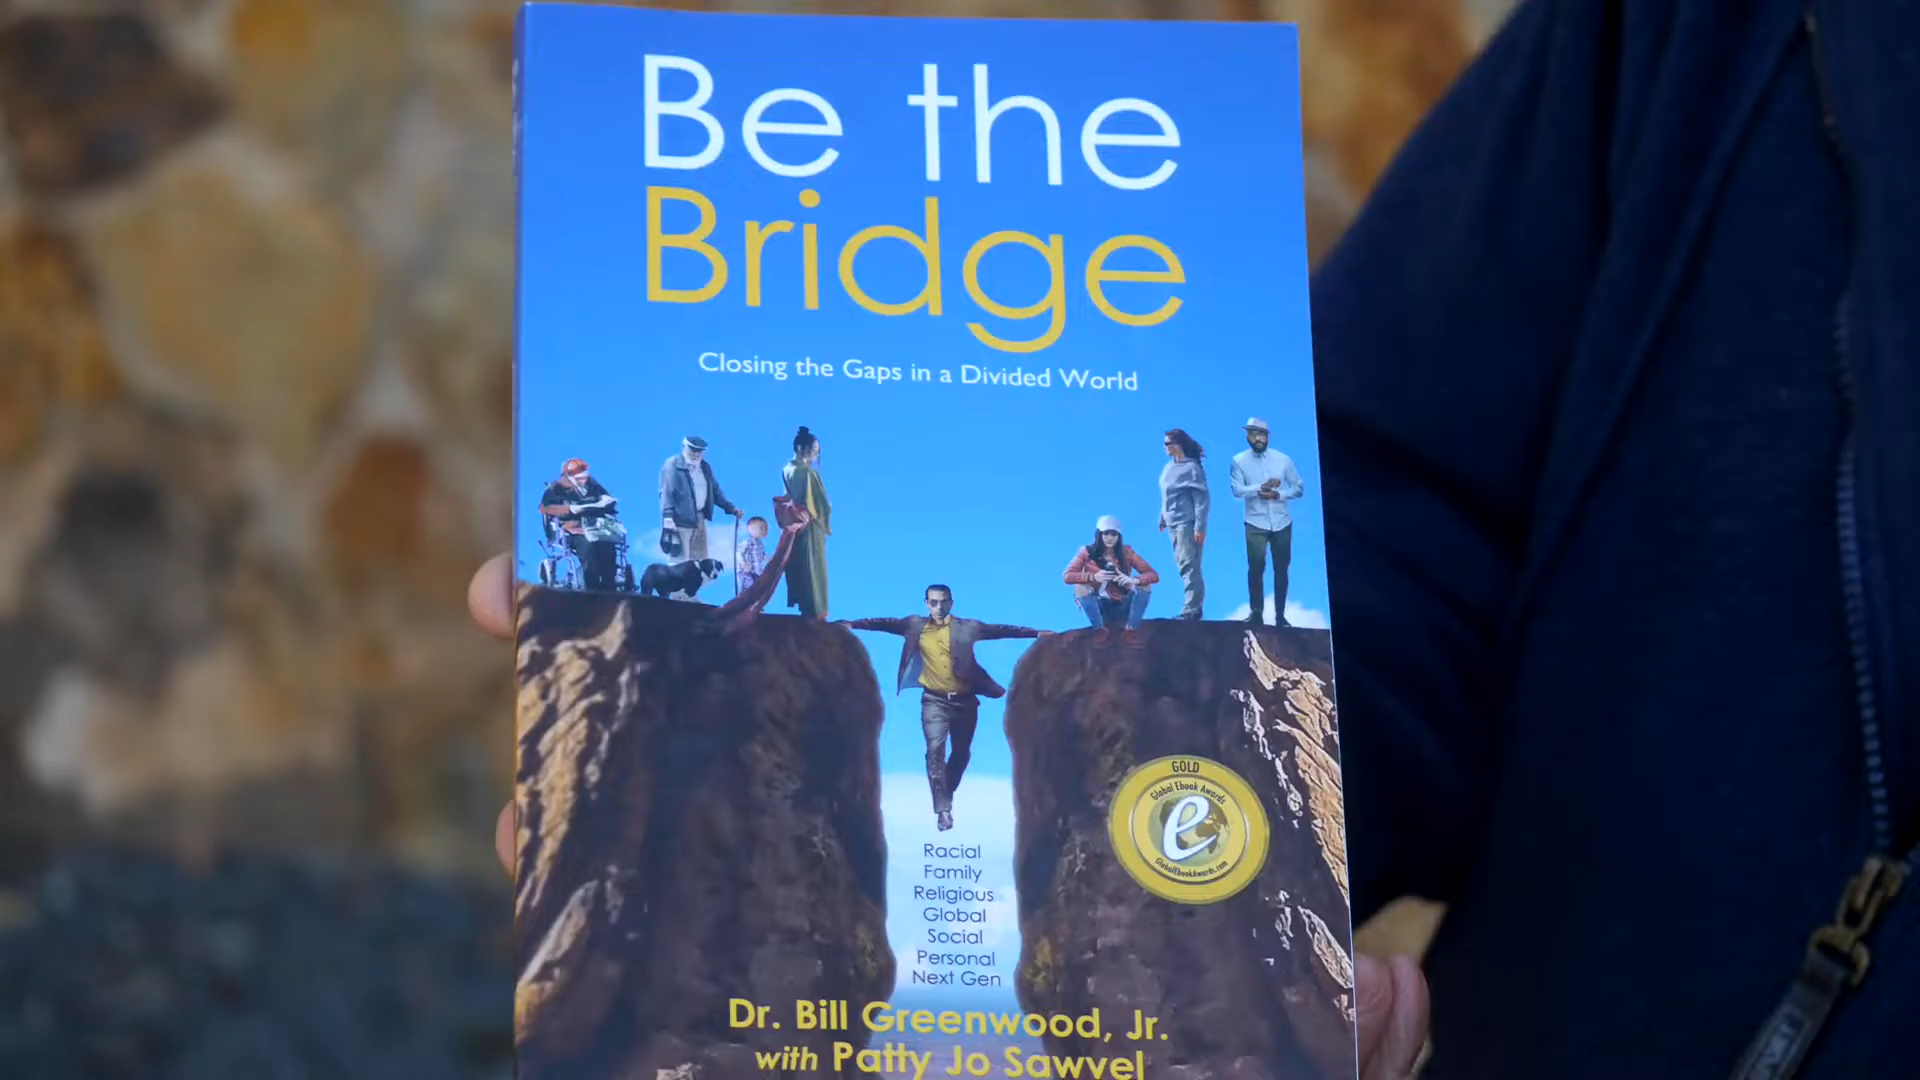 Be the
Bridge
Closing the Gaps in a Divided World
GOLD
Global Ebook Awards
e
GlobalEbookAwards.com
Racial
Family
Religious
Global
Social
Personal
Next Gen
Dr. Bill Greenwood, Jr.
with Patty Jo Sawvel